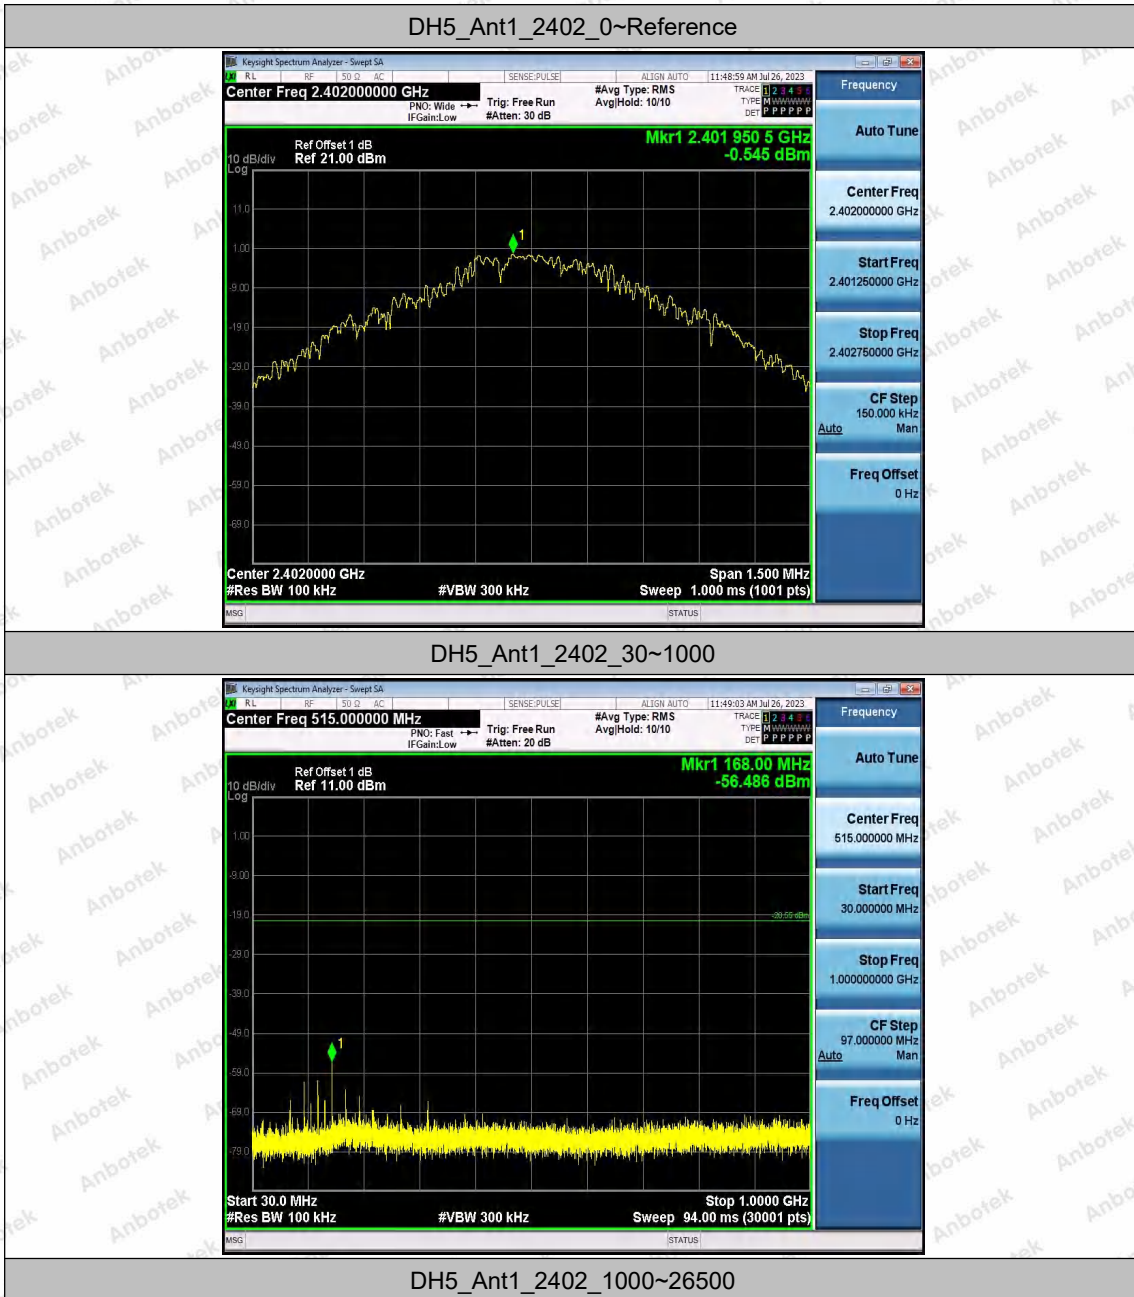 DH5_Ant1_2402_0~Reference
Keysight Spectrum Analyzer - Swept SA
RL RF 50 Ω AC SENSE:PULSE ALIGN AUTO 11:48:59 AM Jul 26, 2023
Center Freq 2.402000000 GHz
PNO: Wide
IFGain:Low
Trig: Free Run
#Atten: 30 dB
#Avg Type: RMS
Avg|Hold: 10/10
TRACE 1 2 3 4 5 6
TYPE M WWWWW
DET P P P P P P
Frequency
Mkr1 2.401 950 5 GHz
-0.545 dBm
Ref Offset 1 dB
10 dB/div Ref 21.00 dBm
Log
11.0
1.00
-9.00
-19.0
-29.0
-39.0
-49.0
-59.0
-69.0
1
Center 2.4020000 GHz Span 1.500 MHz
#Res BW 100 kHz #VBW 300 kHz Sweep 1.000 ms (1001 pts)
MSG STATUS
Auto Tune
Center Freq
2.402000000 GHz
Start Freq
2.401250000 GHz
Stop Freq
2.402750000 GHz
CF Step
150.000 kHz
Auto Man
Freq Offset
0 Hz
DH5_Ant1_2402_30~1000
Keysight Spectrum Analyzer - Swept SA
RL RF 50 Ω AC SENSE:PULSE ALIGN AUTO 11:49:03 AM Jul 26, 2023
Center Freq 515.000000 MHz
PNO: Fast
IFGain:Low
Trig: Free Run
#Atten: 20 dB
#Avg Type: RMS
Avg|Hold: 10/10
TRACE 1 2 3 4 5 6
TYPE M WWWWW
DET P P P P P P
Frequency
Mkr1 168.00 MHz
-56.486 dBm
Ref Offset 1 dB
10 dB/div Ref 11.00 dBm
Log
1.00
-9.00
-19.0
-29.0
-39.0
-49.0
-59.0
-69.0
-79.0
-20.55 dBm
1
Start 30.0 MHz Stop 1.0000 GHz
#Res BW 100 kHz #VBW 300 kHz Sweep 94.00 ms (30001 pts)
MSG STATUS
Auto Tune
Center Freq
515.000000 MHz
Start Freq
30.000000 MHz
Stop Freq
1.000000000 GHz
CF Step
97.000000 MHz
Auto Man
Freq Offset
0 Hz
DH5_Ant1_2402_1000~26500
Anbotek